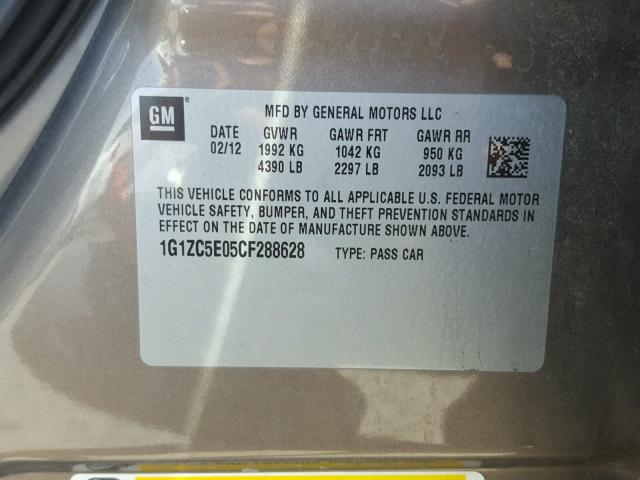 GM
MFD BY GENERAL MOTORS LLC
DATE GVWR GAWR FRT GAWR RR
02/12 1992 KG 1042 KG 950 KG
4390 LB 2297 LB 2093 LB
THIS VEHICLE CONFORMS TO ALL APPLICABLE U.S. FEDERAL MOTOR
VEHICLE SAFETY, BUMPER, AND THEFT PREVENTION STANDARDS IN
EFFECT ON THE DATE OF MANUFACTURE SHOWN ABOVE.
1G1ZC5E05CF288628 TYPE: PASS CAR